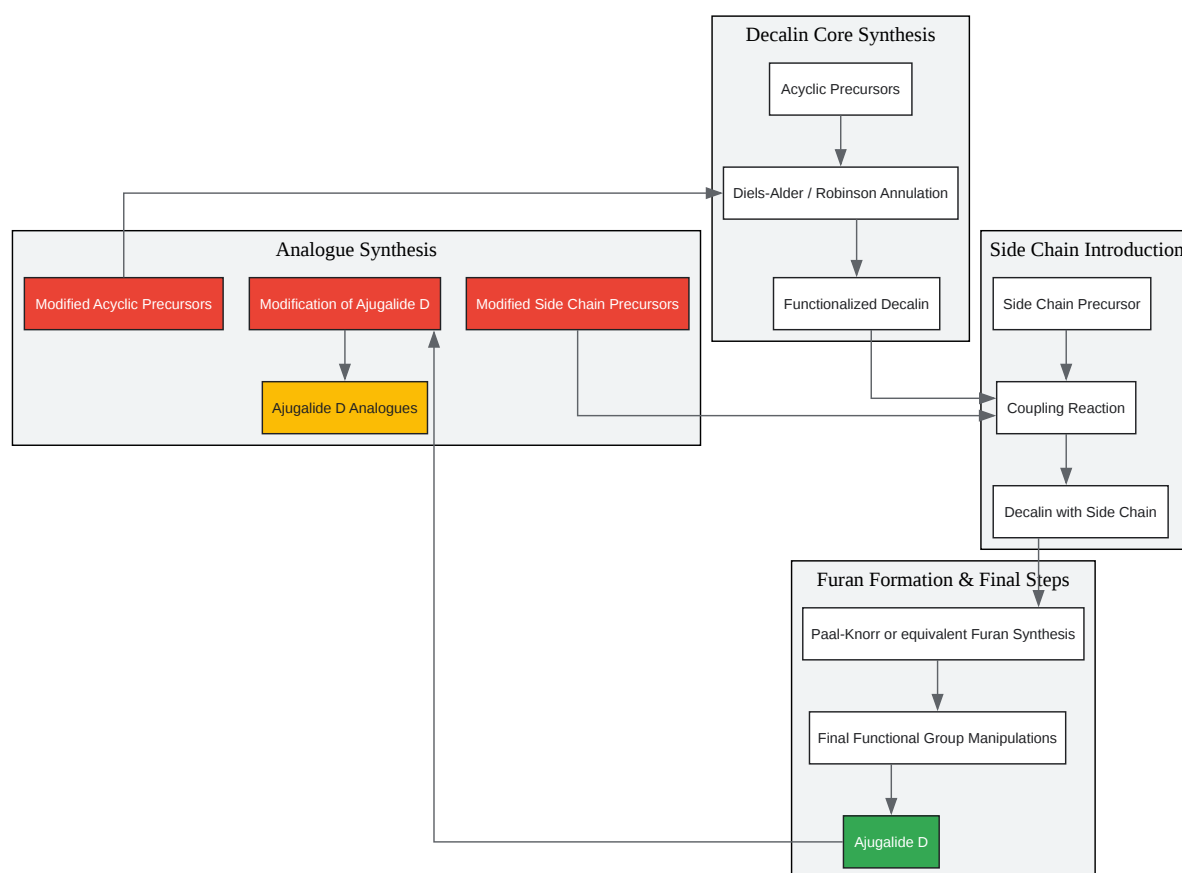 Decalin Core Synthesis
Acyclic Precursors
Diels-Alder / Robinson Annulation
Functionalized Decalin
Analogue Synthesis
Modified Acyclic Precursors
Modification of Ajugalide D
Modified Side Chain Precursors
Ajugalide D Analogues
Side Chain Introduction
Side Chain Precursor
Coupling Reaction
Decalin with Side Chain
Furan Formation & Final Steps
Paal-Knorr or equivalent Furan Synthesis
Final Functional Group Manipulations
Ajugalide D